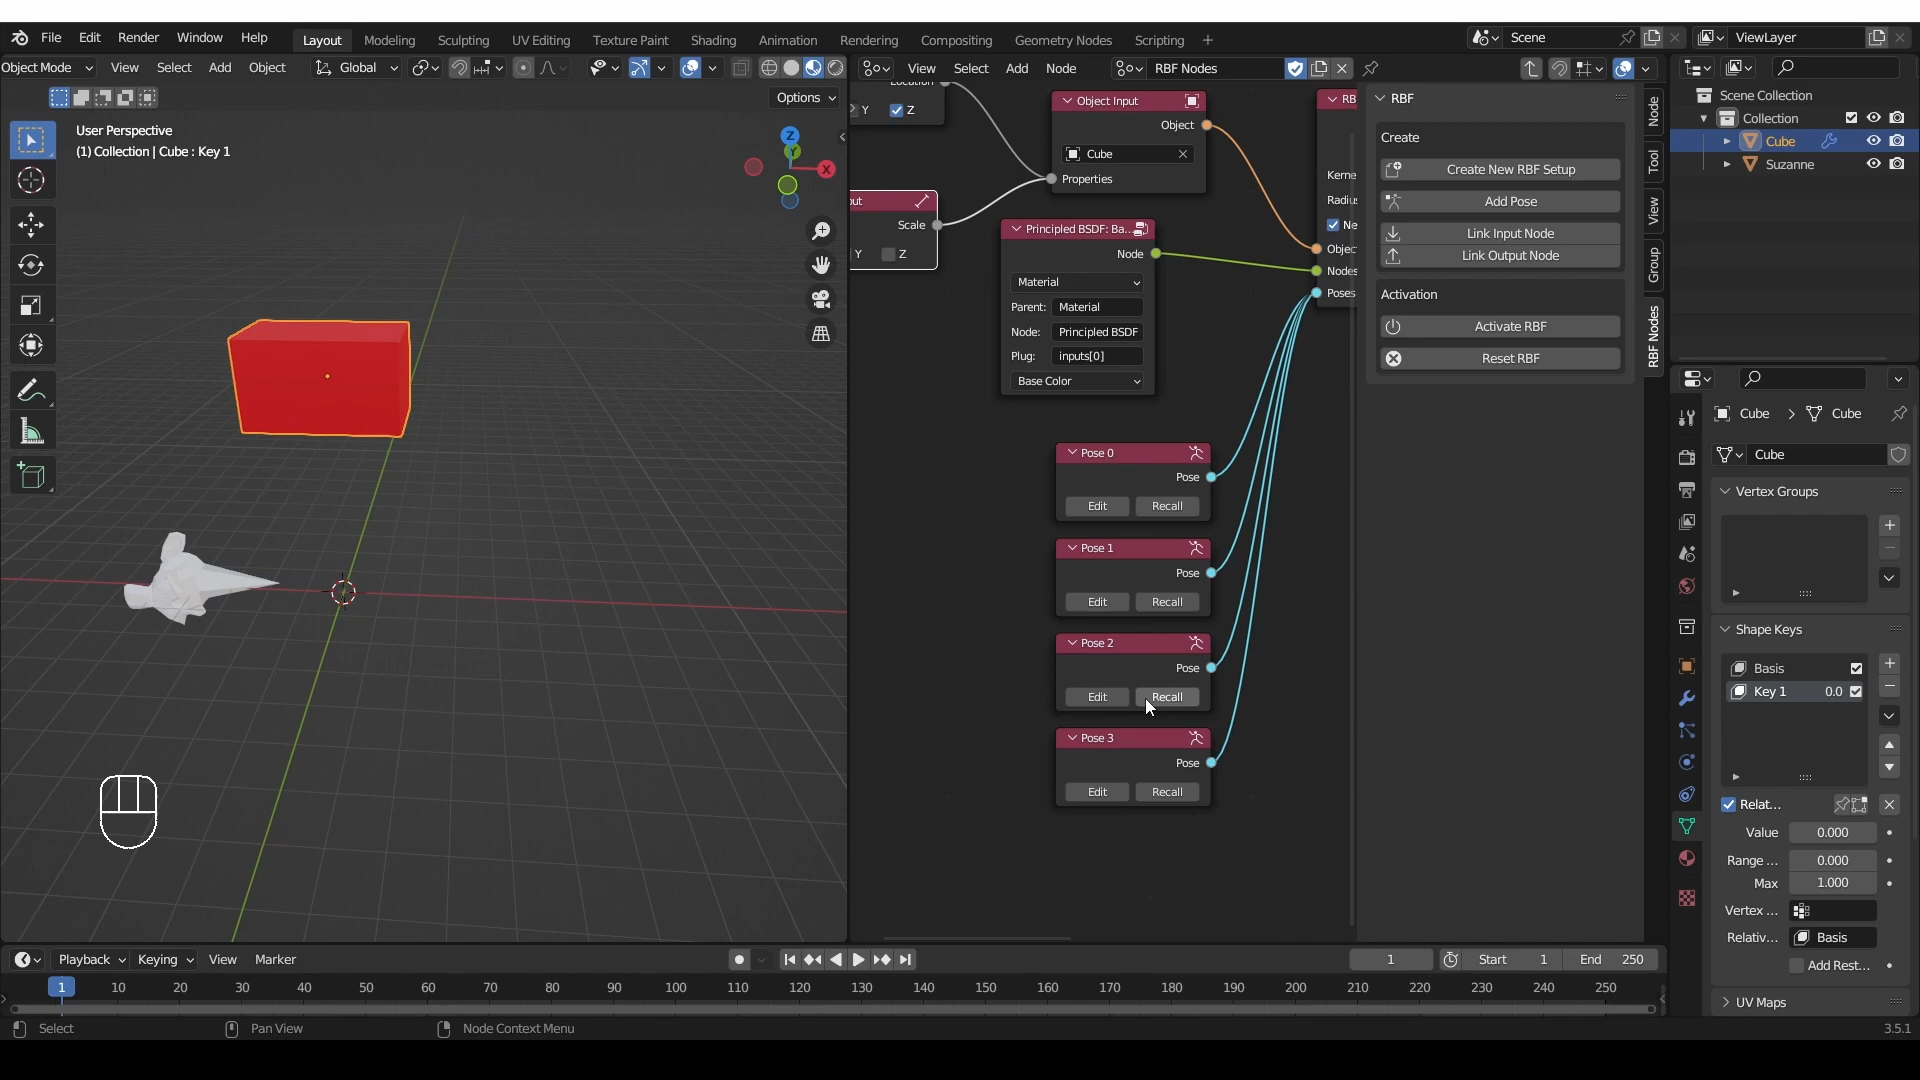 File Edit Render Window Help Layout Modeling Sculpting UV Editing Texture Paint Shading Animation Rendering Compositing Geometry Nodes Scripting + Scene ViewLayer
Object Mode View Select Add Object Global View Select Add Node RBF Nodes
Options
User Perspective
(1) Collection | Cube : Key 1
Z
Y
X
Y Z
Scale
Y Z
Object Input
Object
Cube
Properties
Principled BSDF: Ba...
Node
Material
Parent: Material
Node: Principled BSDF
Plug: inputs[0]
Base Color
Pose 0
Pose
Edit Recall
Pose 1
Pose
Edit Recall
Pose 2
Pose
Edit Recall
Pose 3
Pose
Edit Recall
RB
Kerne
Radiu
Ne
Objec
Nodes
Poses
RBF
Create
Create New RBF Setup
Add Pose
Link Input Node
Link Output Node
Activation
Activate RBF
Reset RBF
Node
Tool
View
Group
RBF Nodes
Scene Collection
Collection
Cube
Suzanne
Cube > Cube
Cube
Vertex Groups
Shape Keys
Basis
Key 1 0.0
Relat...
Value 0.000
Range ... 0.000
Max 1.000
Vertex ...
Relativ... Basis
Add Rest...
UV Maps
Playback Keying View Marker 1 Start 1 End 250
1 10 20 30 40 50 60 70 80 90 100 110 120 130 140 150 160 170 180 190 200 210 220 230 240 250
Select Pan View Node Context Menu 3.5.1